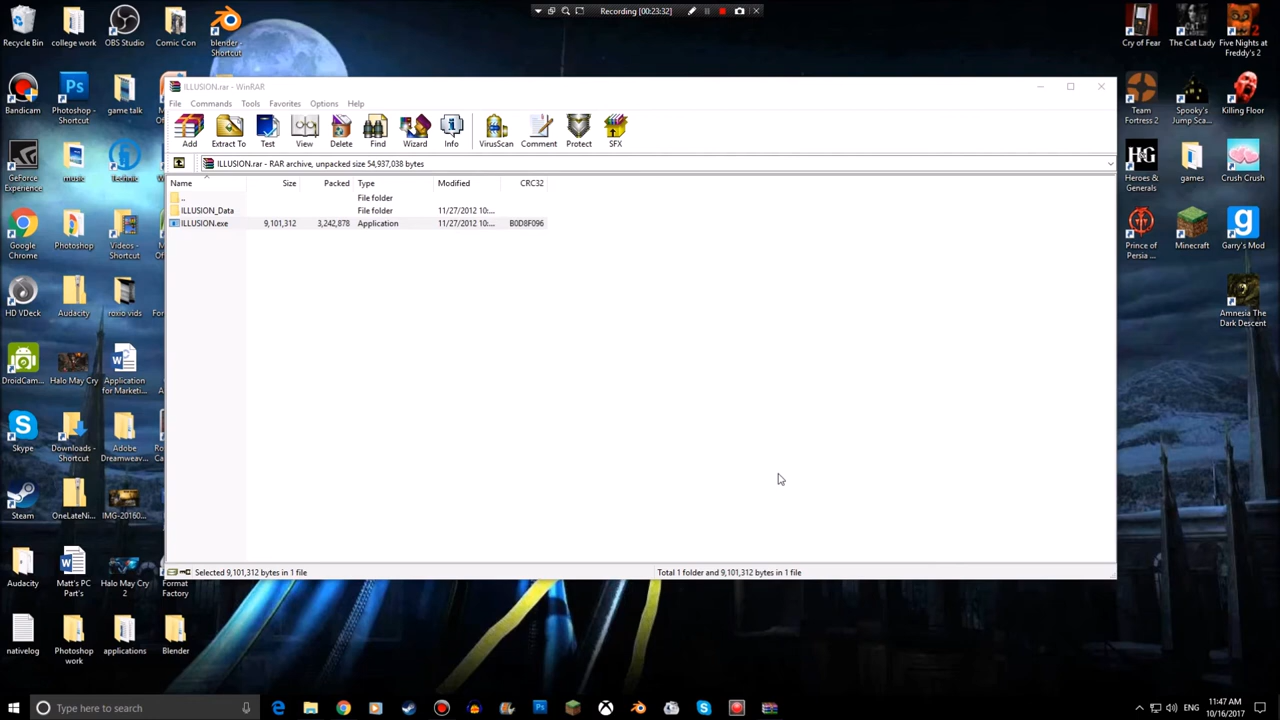 Recording [00:23:32]
Recycle Bin
college work
OBS Studio
Comic Con
blender - Shortcut
Cry of Fear
The Cat Lady
Five Nights at Freddy's 2
ILLUSION.rar - WinRAR
File Commands Tools Favorites Options Help
Bandicam
Photoshop - Shortcut
game talk
Add
Extract To
Test
View
Delete
Find
Wizard
Info
VirusScan
Comment
Protect
SFX
Team Fortress 2
Spooky's Jump Sca...
Killing Floor
ILLUSION.rar - RAR archive, unpacked size 54,937,038 bytes
Name Size Packed Type Modified CRC32
.. File folder
ILLUSION_Data File folder 11/27/2012 10:...
ILLUSION.exe 9,101,312 3,242,878 Application 11/27/2012 10:... B0D8F096
GeForce Experience
music
Technic
Heroes & Generals
games
Crush Crush
Google Chrome
Photoshop
Videos - Shortcut
Prince of Persia ...
Minecraft
Garry's Mod
HD VDeck
Audacity
roxio vids
For
Amnesia The Dark Descent
DroidCam...
Halo May Cry
Application for Marketi...
Skype
Downloads - Shortcut
Adobe Dreamweav...
Steam
OneLateNi...
IMG-20160...
Audacity
Matt's PC Part's
Halo May Cry 2
Format Factory
Selected 9,101,312 bytes in 1 file
Total 1 folder and 9,101,312 bytes in 1 file
nativelog
Photoshop work
applications
Blender
Type here to search
ENG
11:47 AM
10/16/2017